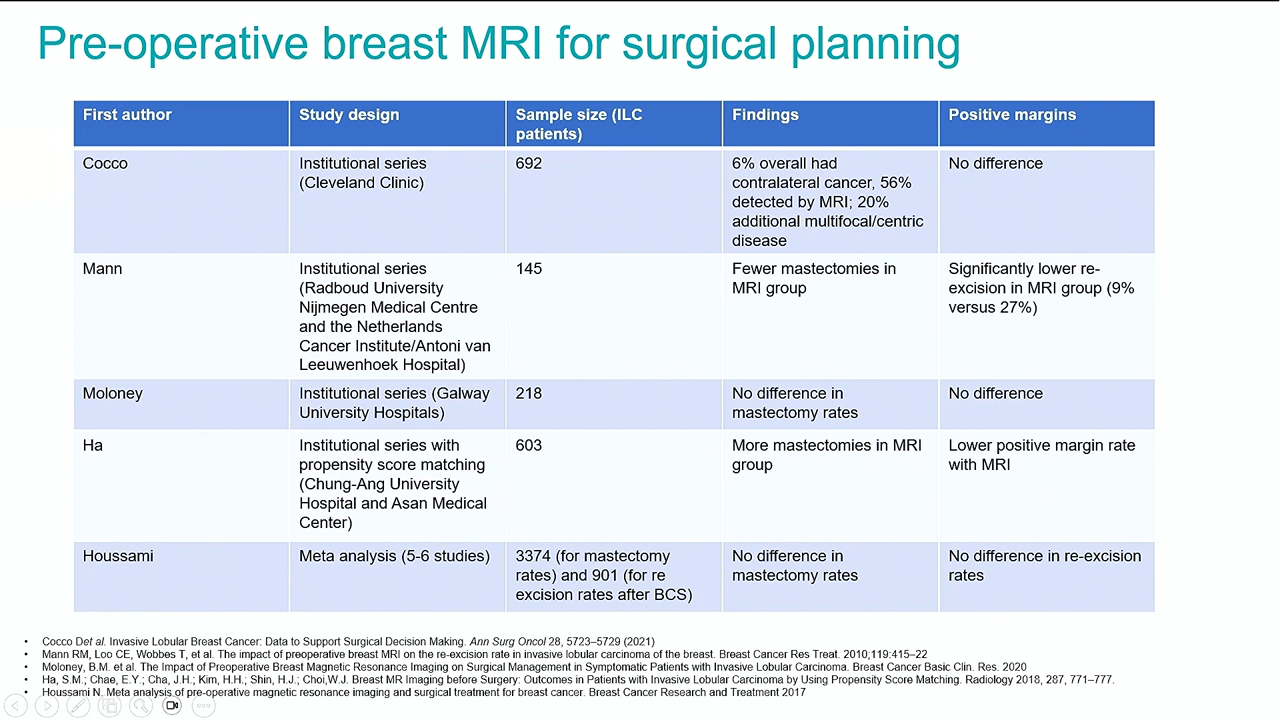 Pre-operative breast MRI for surgical planning
First author
Study design
Sample size (ILC
patients)
Findings
Positive margins
Cocco
Institutional series
(Cleveland Clinic)
692
6% overall had
contralateral cancer, 56%
detected by MRI; 20%
additional multifocal/centric
disease
No difference
Mann
Institutional series
(Radboud University
Nijmegen Medical Centre
and the Netherlands
Cancer Institute/Antoni van
Leeuwenhoek Hospital)
145
Fewer mastectomies in
MRI group
Significantly lower re-
excision in MRI group (9%
versus 27%)
Moloney
Institutional series (Galway
University Hospitals)
218
No difference in
mastectomy rates
No difference
Ha
Institutional series with
propensity score matching
(Chung-Ang University
Hospital and Asan Medical
Center)
603
More mastectomies in MRI
group
Lower positive margin rate
with MRI
Houssami
Meta analysis (5-6 studies)
3374 (for mastectomy
rates) and 901 (for re
excision rates after BCS)
No difference in
mastectomy rates
No difference in re-excision
rates
• Cocco Det al. Invasive Lobular Breast Cancer: Data to Support Surgical Decision Making. Ann Surg Oncol 28, 5723–5729 (2021)
• Mann RM, Loo CE, Wobbes T, et al. The impact of preoperative breast MRI on the re-excision rate in invasive lobular carcinoma of the breast. Breast Cancer Res Treat. 2010;119:415–22
• Moloney, B.M. et al. The Impact of Preoperative Breast Magnetic Resonance Imaging on Surgical Management in Symptomatic Patients with Invasive Lobular Carcinoma. Breast Cancer Basic Clin. Res. 2020
• Ha, S.M.; Chae, E.Y.; Cha, J.H.; Kim, H.H.; Shin, H.J.; Choi,W.J. Breast MR Imaging before Surgery: Outcomes in Patients with Invasive Lobular Carcinoma by Using Propensity Score Matching. Radiology 2018, 287, 771–777.
• Houssami N. Meta analysis of pre-operative magnetic resonance imaging and surgical treatment for breast cancer. Breast Cancer Research and Treatment 2017